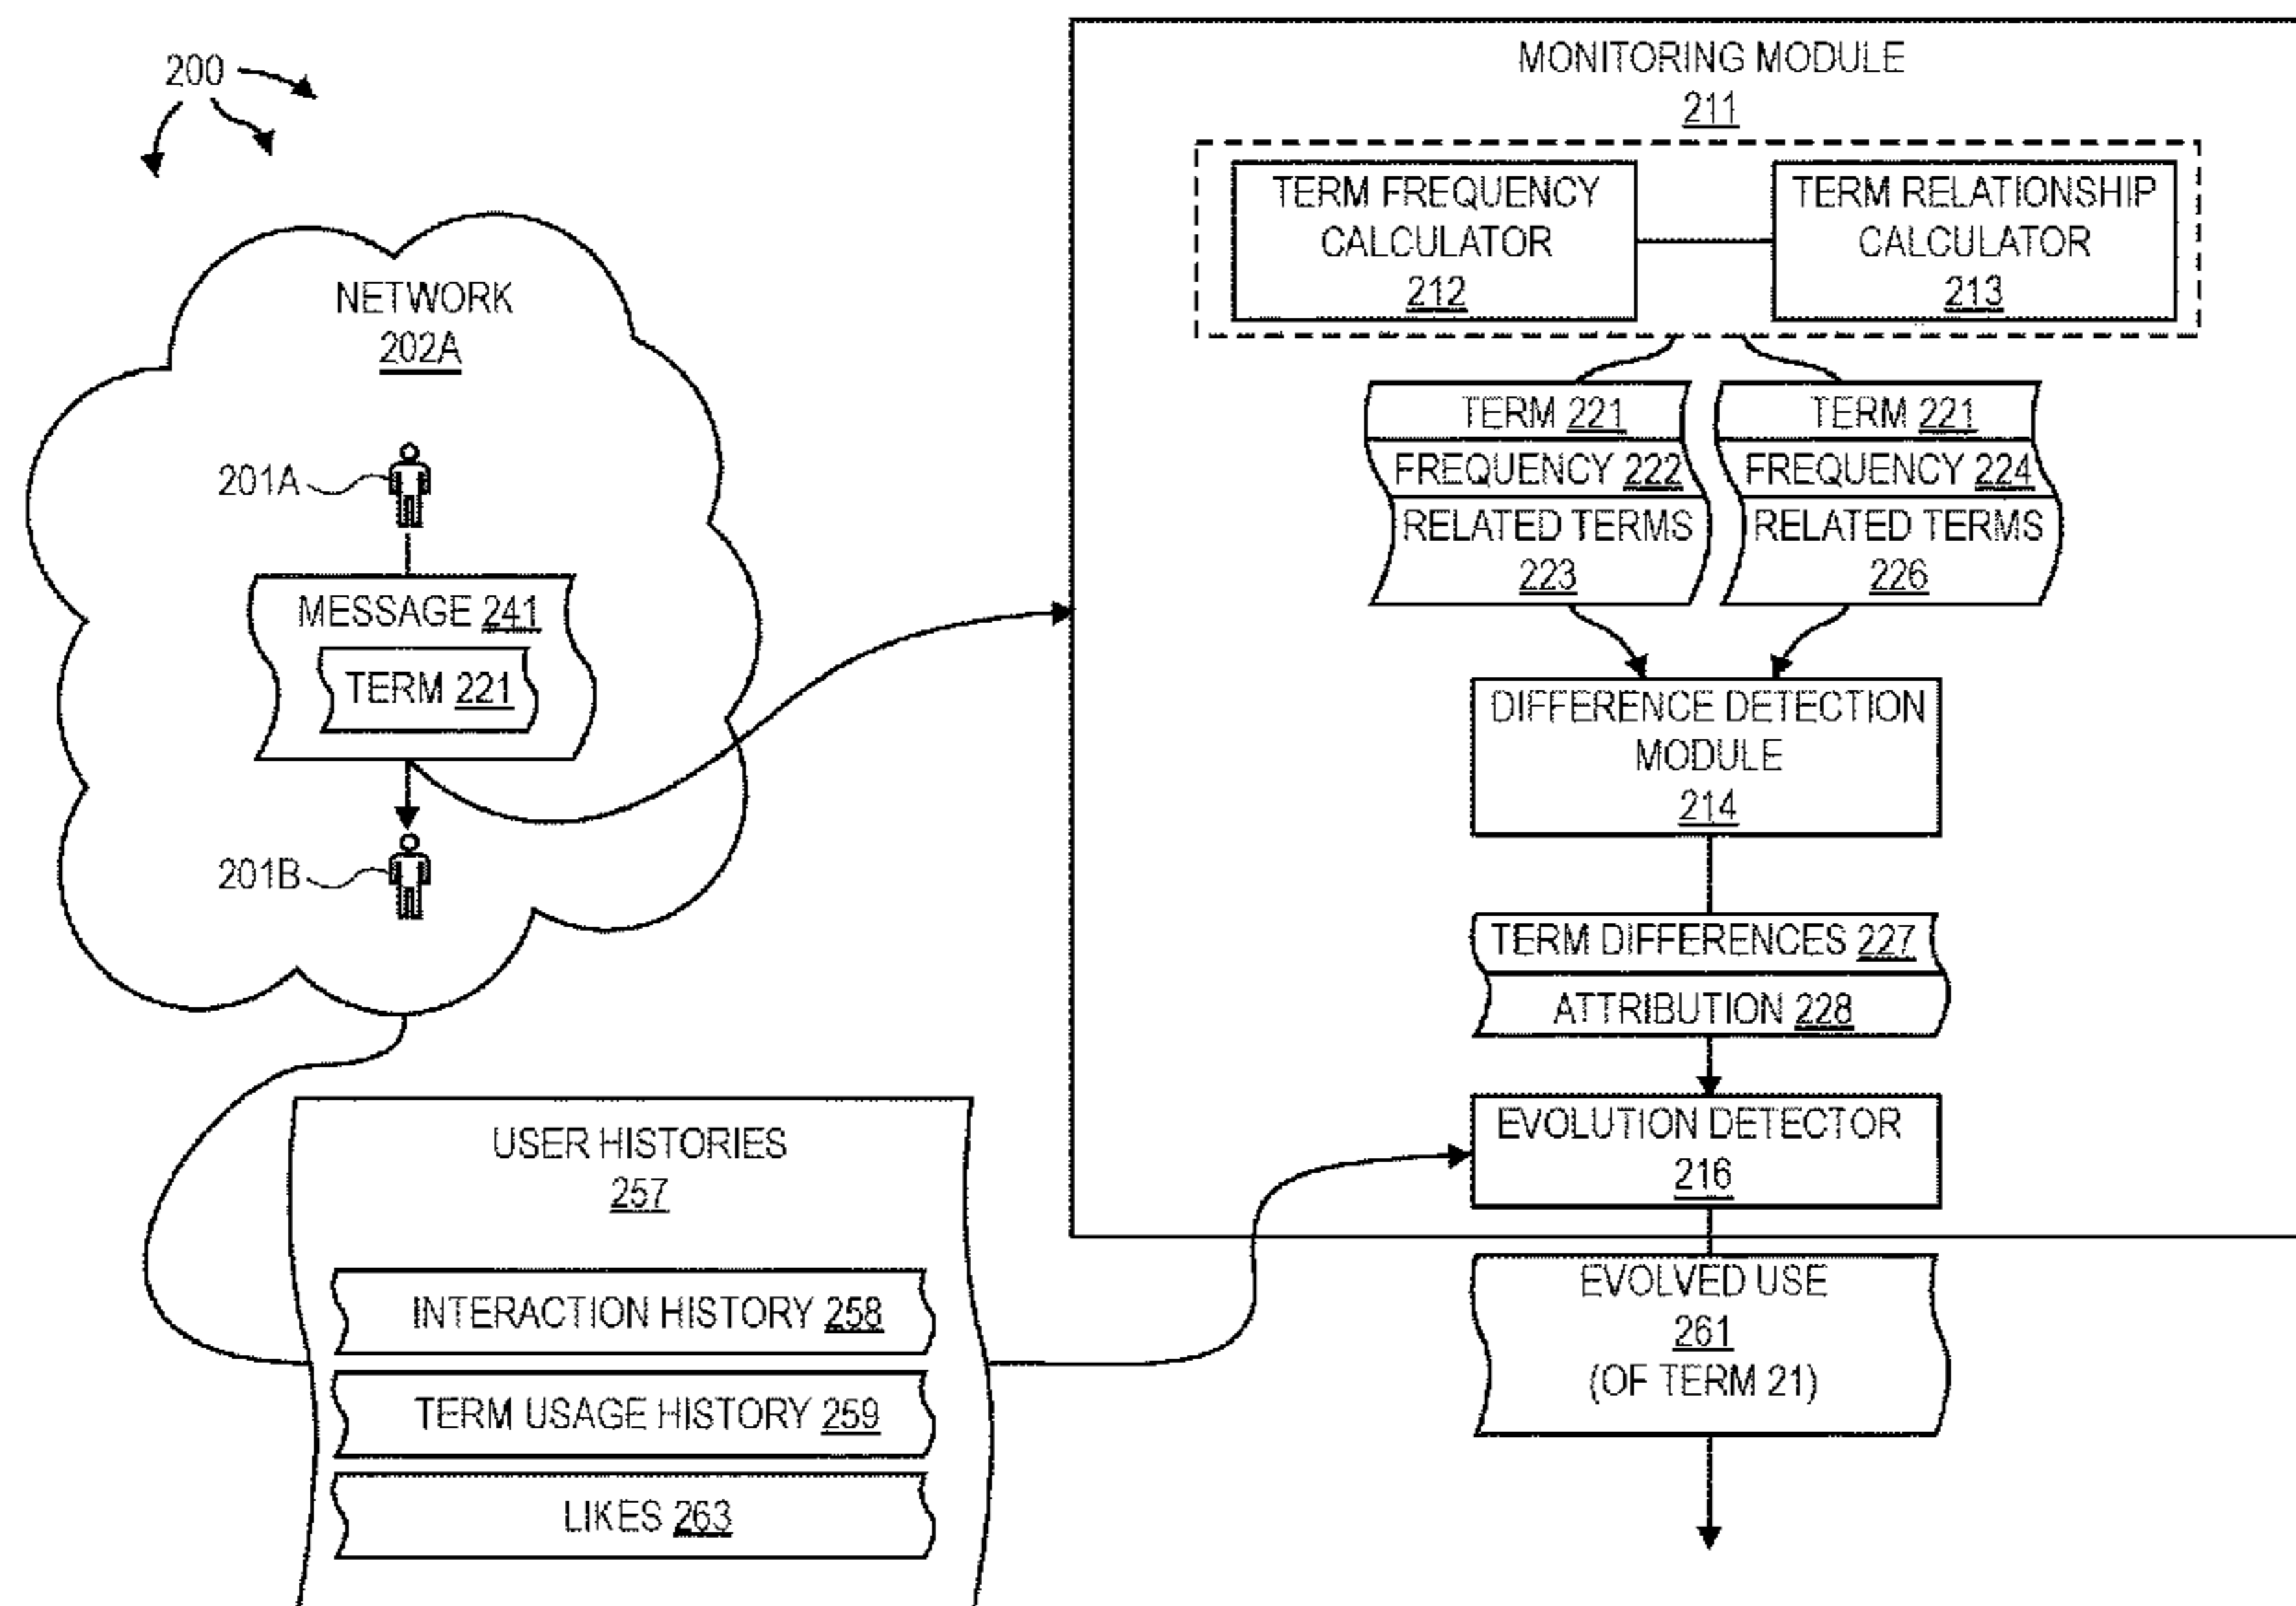 200
NETWORK
202A
201A
MESSAGE 241
TERM 221
201B
USER HISTORIES
257
INTERACTION HISTORY 258
TERM USAGE HISTORY 259
LIKES 263
MONITORING MODULE
211
TERM FREQUENCY
CALCULATOR
212
TERM RELATIONSHIP
CALCULATOR
213
TERM 221
FREQUENCY 222
RELATED TERMS
223
TERM 221
FREQUENCY 224
RELATED TERMS
226
DIFFERENCE DETECTION
MODULE
214
TERM DIFFERENCES 227
ATTRIBUTION 228
EVOLUTION DETECTOR
216
EVOLVED USE
261
(OF TERM 21)